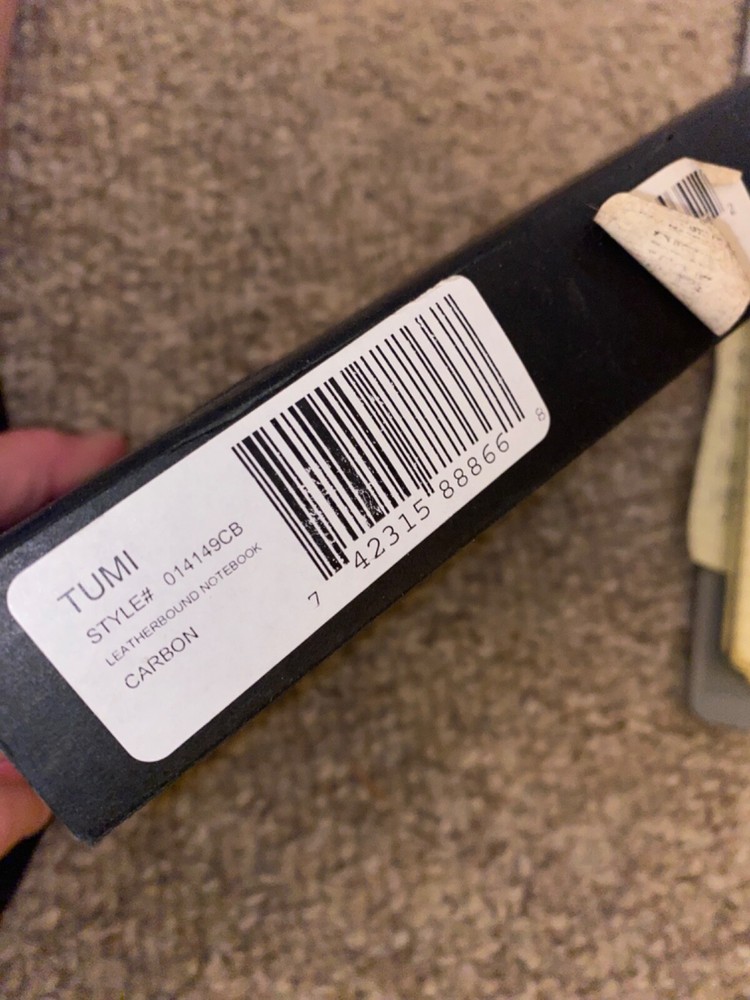 TUMI
STYLE# 014149CB
LEATHERBOUND NOTEBOOK
CARBON
7 42315 88866 8